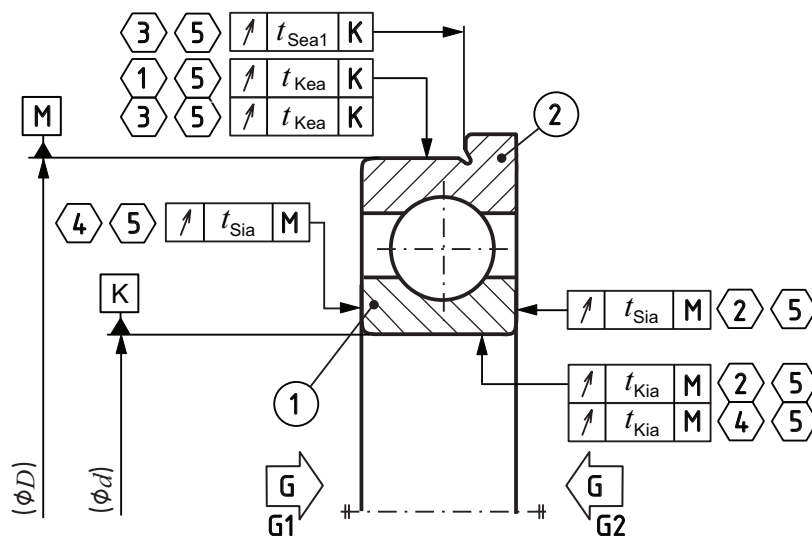 3 5 ↗ tSea1 K
1 5 ↗ tKea K
3 5 ↗ tKea K
M
2
4 5 ↗ tSia M
K
↗ tSia M 2 5
↗ tKia M 2 5
↗ tKia M 4 5
1
(ϕD)
(ϕd)
G
G1
G
G2